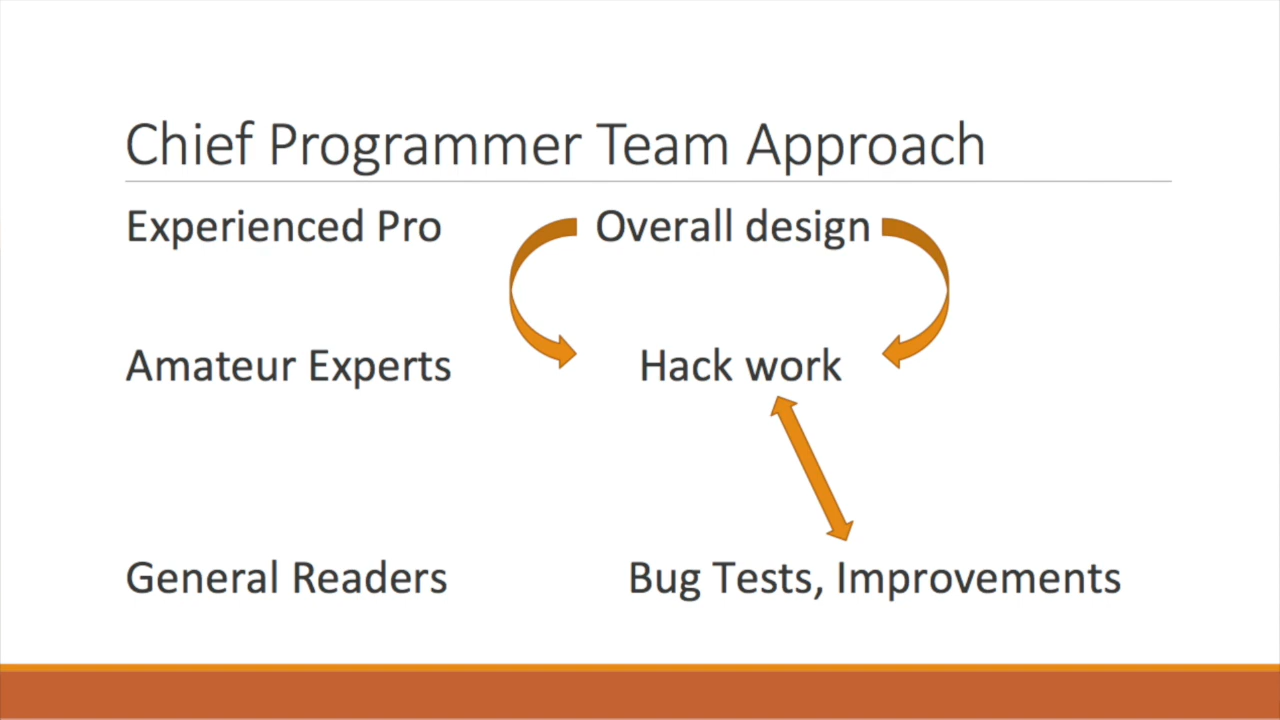 Chief Programmer Team Approach
Experienced Pro Overall design
Amateur Experts Hack work
General Readers Bug Tests, Improvements